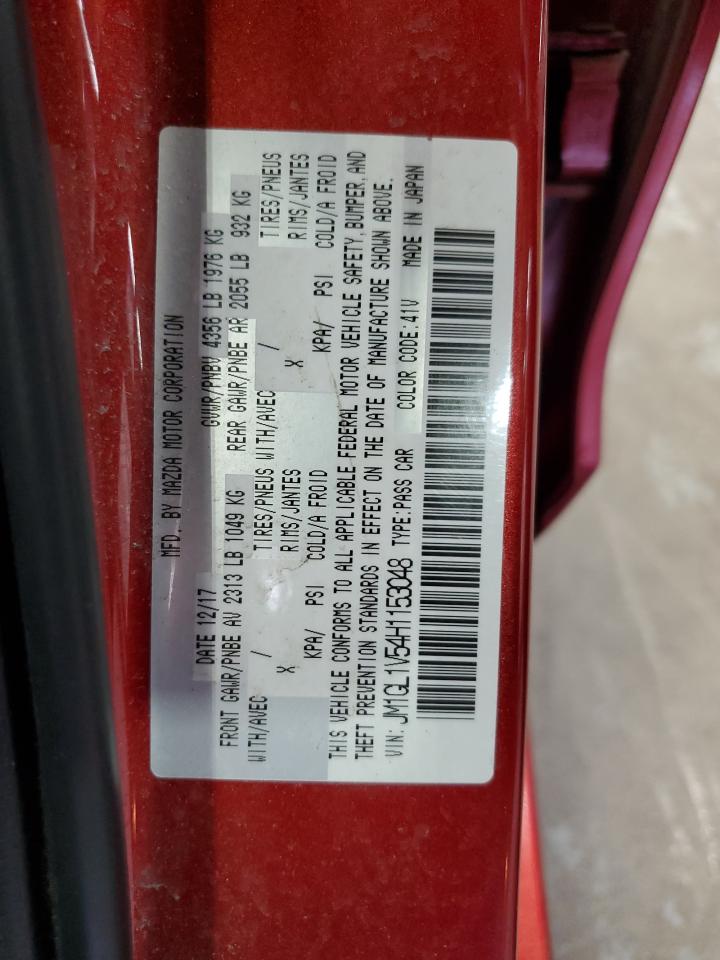 MFD. BY MAZDA MOTOR CORPORATION
DATE 12/17 GVWR/PNBV 4356 LB 1976 KG
FRONT GAWR/PNBE AV 2313 LB 1049 KG REAR GAWR/PNBE AR 2055 LB 932 KG
WITH/AVEC / TIRES/PNEUS WITH/AVEC / TIRES/PNEUS
X RIMS/JANTES X RIMS/JANTES
KPA/ PSI COLD/A FROID KPA/ PSI COLD/A FROID
THIS VEHICLE CONFORMS TO ALL APPLICABLE FEDERAL MOTOR VEHICLE SAFETY, BUMPER, AND
THEFT PREVENTION STANDARDS IN EFFECT ON THE DATE OF MANUFACTURE SHOWN ABOVE.
VIN: JM1GL1V54H1153048 TYPE:PASS CAR COLOR CODE:41V MADE IN JAPAN